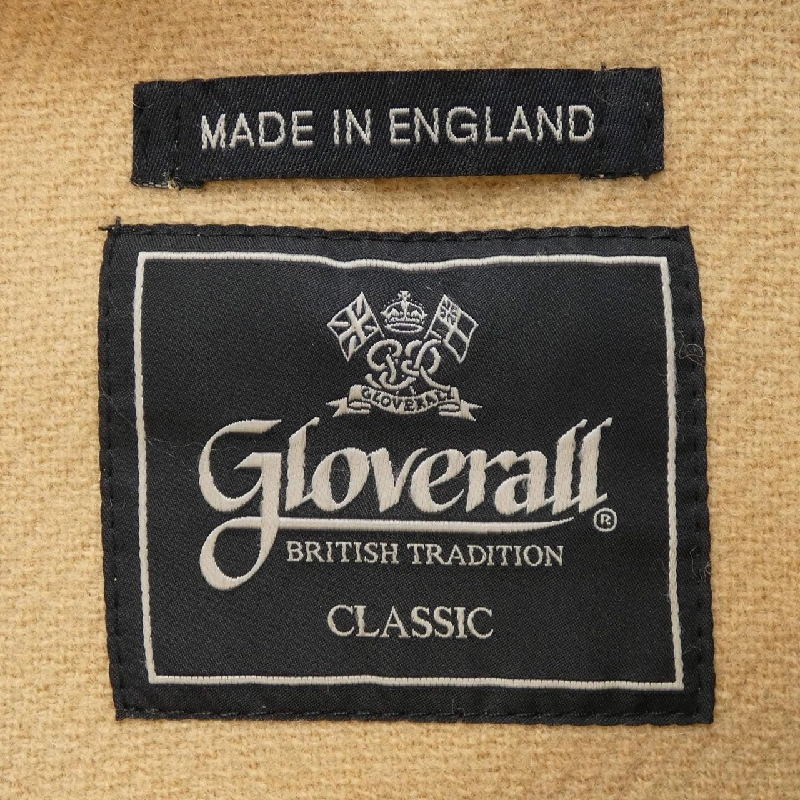 MADE IN ENGLAND
GLOVERALL
Gloverall®
BRITISH TRADITION
CLASSIC